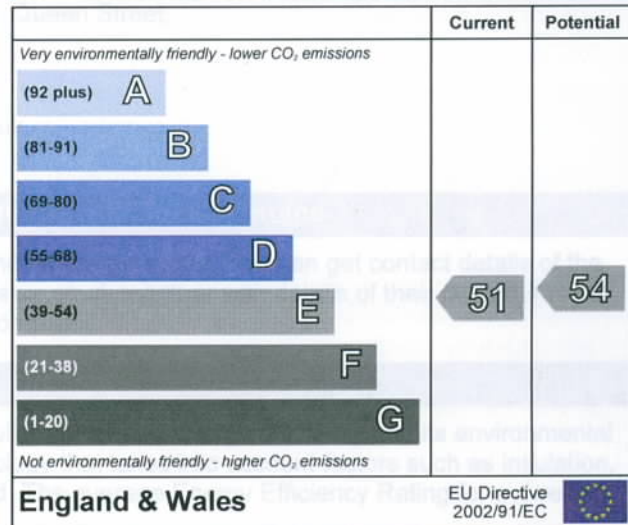 Current Potential
Very environmentally friendly - lower CO₂ emissions
(92 plus) A
(81-91) B
(69-80) C
(55-68) D
(39-54) E 51 54
(21-38) F
(1-20) G
Not environmentally friendly - higher CO₂ emissions
England & Wales
EU Directive
2002/91/EC